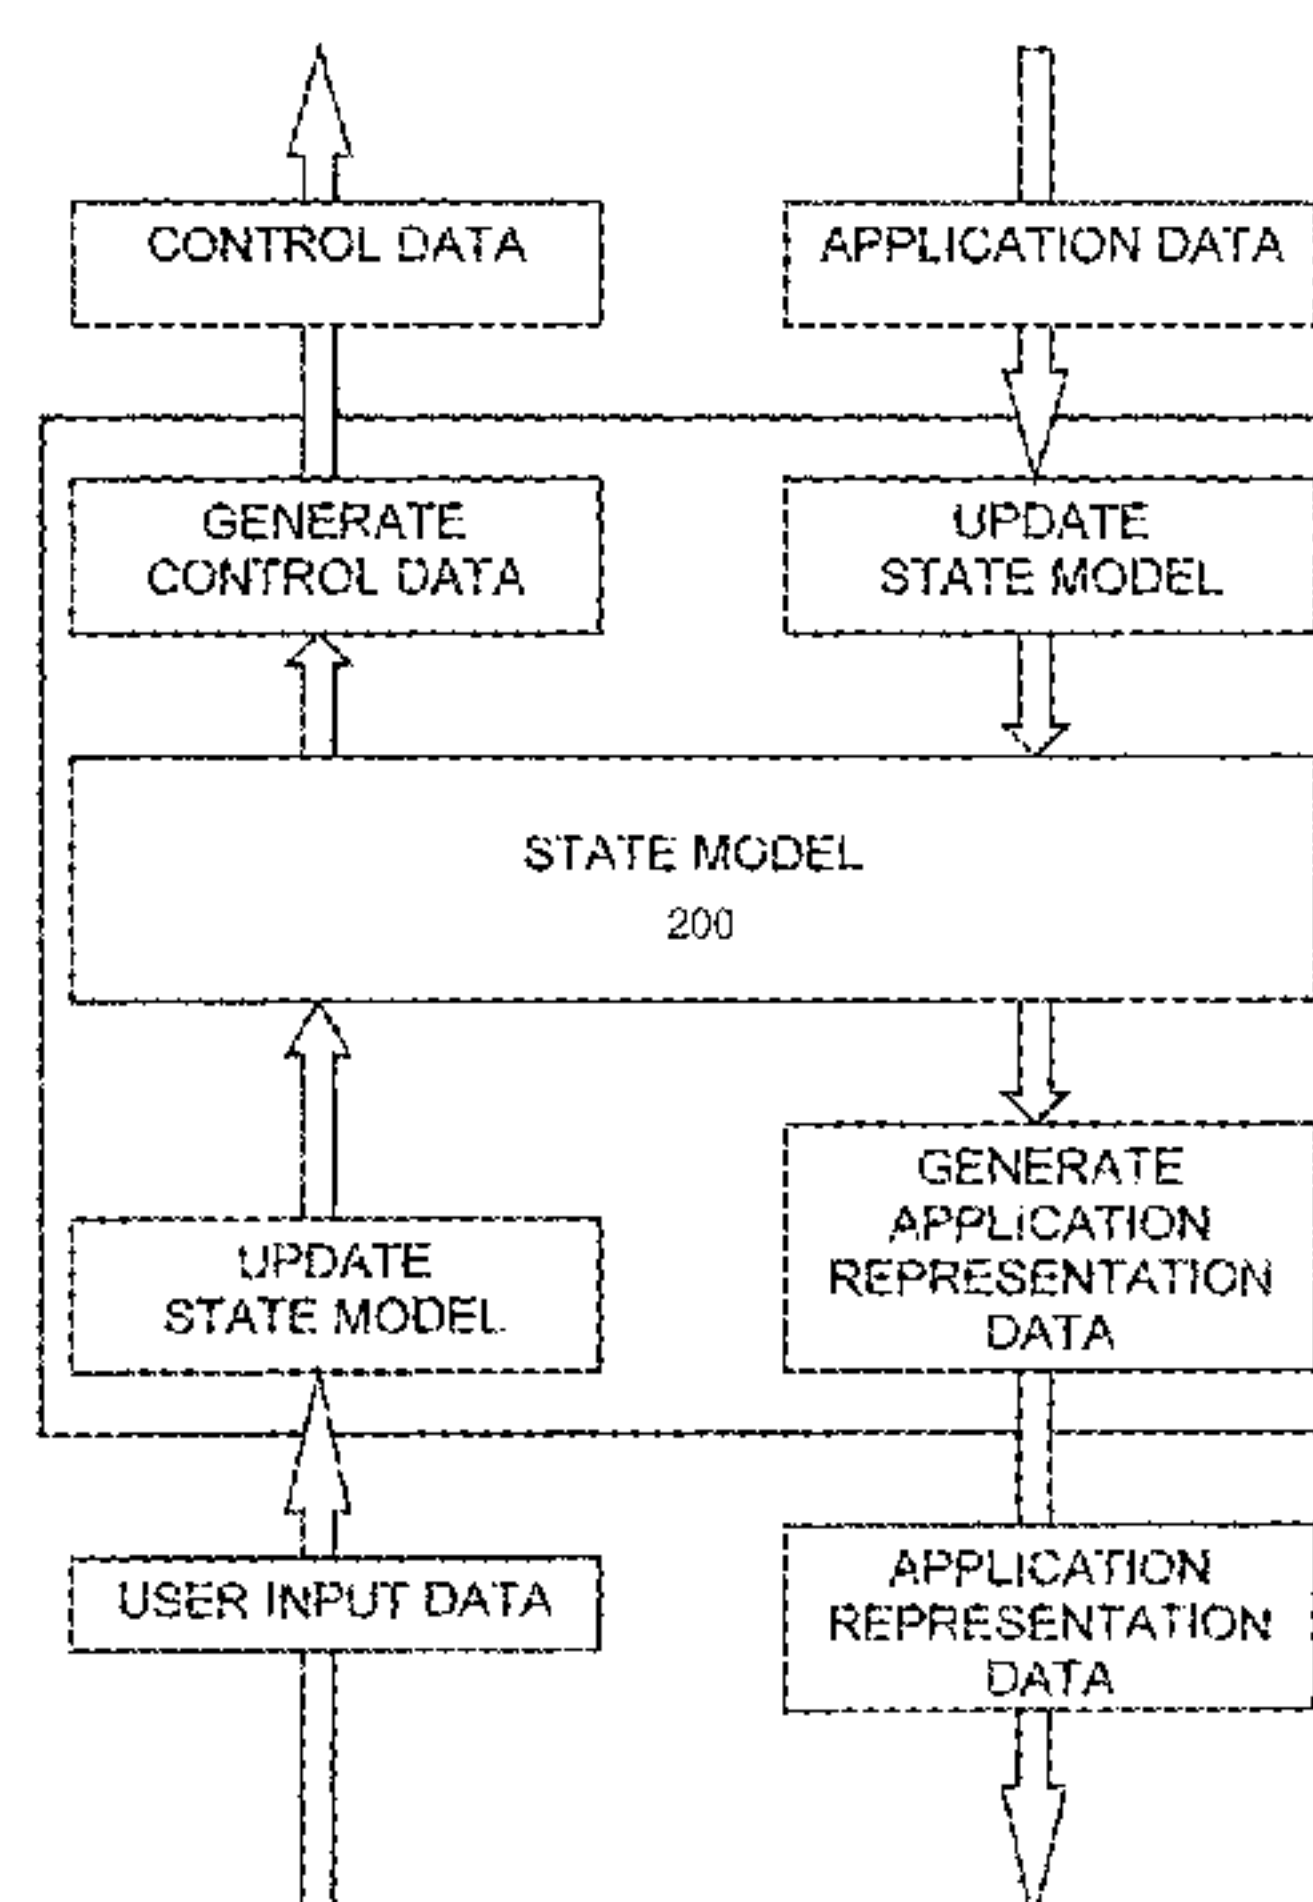 CONTROL DATA
APPLICATION DATA
GENERATE
CONTROL DATA
UPDATE
STATE MODEL
STATE MODEL
200
UPDATE
STATE MODEL
GENERATE
APPLICATION
REPRESENTATION
DATA
USER INPUT DATA
APPLICATION
REPRESENTATION
DATA